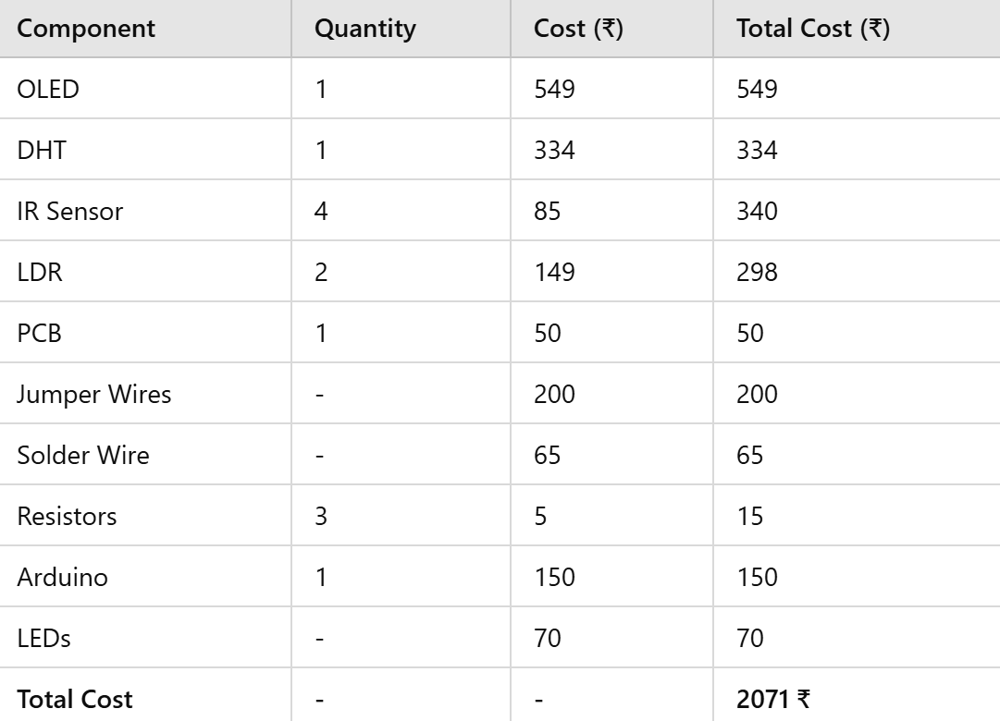 Component Quantity Cost (₹) Total Cost (₹)
OLED 1 549 549
DHT 1 334 334
IR Sensor 4 85 340
LDR 2 149 298
PCB 1 50 50
Jumper Wires - 200 200
Solder Wire - 65 65
Resistors 3 5 15
Arduino 1 150 150
LEDs - 70 70
Total Cost - - 2071 ₹